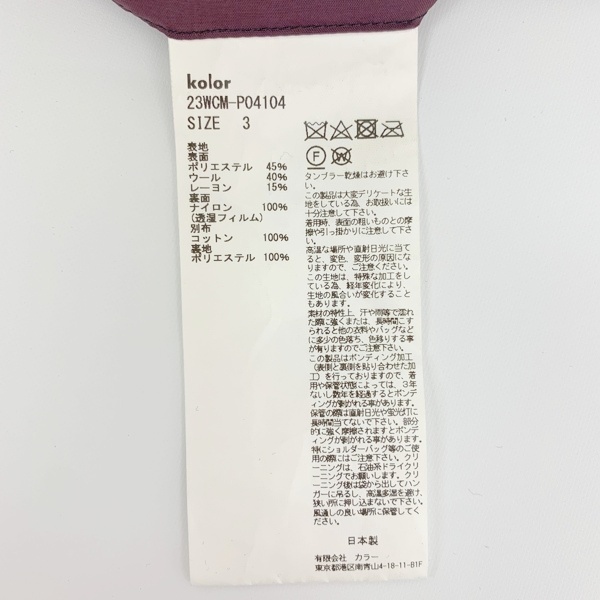 kolor
23WCM-P04104
SIZE 3
表地
表面
ポリエステル 45%
ウール 40%
レーヨン 15%
裏面
ナイロン 100%
(透湿フィルム)
別布
コットン 100%
裏地
ポリエステル 100%
F W
タンブラー乾燥はお避け下さ
い。
この製品は大変デリケートな生
地をしている為、お取扱いには
十分注意して下さい。
着用時、表面の粗いものとの摩
擦や引っ掛かりに注意して下さ
い。
高温な場所や直射日光に当て
ると、変色、変形の原因にな
りますので、ご注意ください。
この生地は、特殊な加工をし
ている為、経年変化により、
生地の風合いが変化すること
もあります。
素材の特性上、汗や雨等で濡れ
た際に強くまたは、長時間こす
られると他の衣料やバッグなど
に多少の色落ち、色移りする事
が有りますのでご注意下さい。
この製品はボンディング加工
(表側と裏側を貼り合わせた加
工)を行っておりますので、着
用や保管状態によっては、3年
ないし数年を経過するとボンデ
ィングが剥がれる事があります。
保管の際は直射日光や蛍光灯に
長時間当てないで下さい。部分
的に強く摩擦されますとボンデ
ィングが剥がれる事があります。
特にショルダーバッグ等のご使
用の際にはご注意下さい。クリ
ーニングは、石油系ドライクリ
ーニングでお願いします。クリ
ーニング後は袋から出してハン
ガーに吊るし、高温多湿を避け、
狭い所に押し込まないで下さい。
風通しの良い場所に保管してく
ださい。
日本製
有限会社 カラー
東京都港区南青山4-18-11-B1F